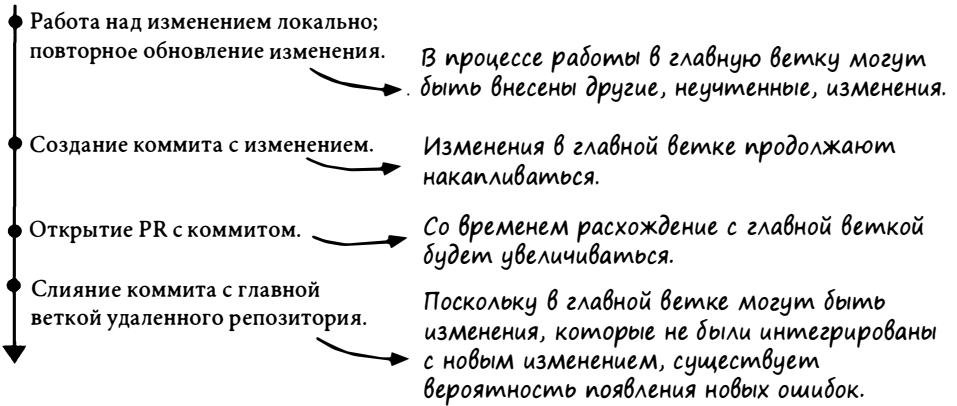 Работа над изменением локально;
повторное обновление изменения.
В процессе работы в главную ветку могут
быть внесены другие, неучтенные, изменения.
Создание коммита с изменением.
Изменения в главной ветке продолжают
накапливаться.
Открытие PR с коммитом.
Со временем расхождение с главной веткой
будет увеличиваться.
Слияние коммита с главной
веткой удаленного репозитория.
Поскольку в главной ветке могут быть
изменения, которые не были интегрированы
с новым изменением, существует
вероятность появления новых ошибок.